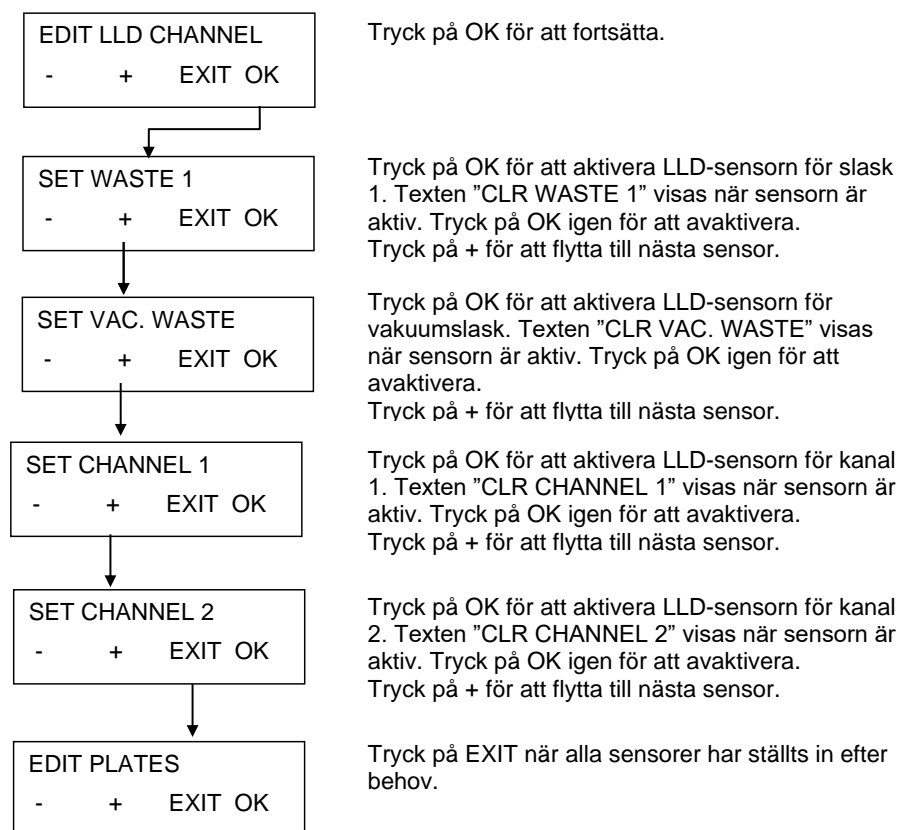 EDIT LLD CHANNEL
- + EXIT OK
Tryck på OK för att fortsätta.
SET WASTE 1
- + EXIT OK
Tryck på OK för att aktivera LLD-sensorn för slask
1. Texten ”CLR WASTE 1” visas när sensorn är
aktiv. Tryck på OK igen för att avaktivera.
Tryck på + för att flytta till nästa sensor.
SET VAC. WASTE
- + EXIT OK
Tryck på OK för att aktivera LLD-sensorn för
vakuumslask. Texten ”CLR VAC. WASTE” visas
när sensorn är aktiv. Tryck på OK igen för att
avaktivera.
Tryck på + för att flytta till nästa sensor.
SET CHANNEL 1
- + EXIT OK
Tryck på OK för att aktivera LLD-sensorn för kanal
1. Texten ”CLR CHANNEL 1” visas när sensorn är
aktiv. Tryck på OK igen för att avaktivera.
Tryck på + för att flytta till nästa sensor.
SET CHANNEL 2
- + EXIT OK
Tryck på OK för att aktivera LLD-sensorn för kanal
2. Texten ”CLR CHANNEL 2” visas när sensorn är
aktiv. Tryck på OK igen för att avaktivera.
Tryck på + för att flytta till nästa sensor.
EDIT PLATES
- + EXIT OK
Tryck på EXIT när alla sensorer har ställts in efter
behov.